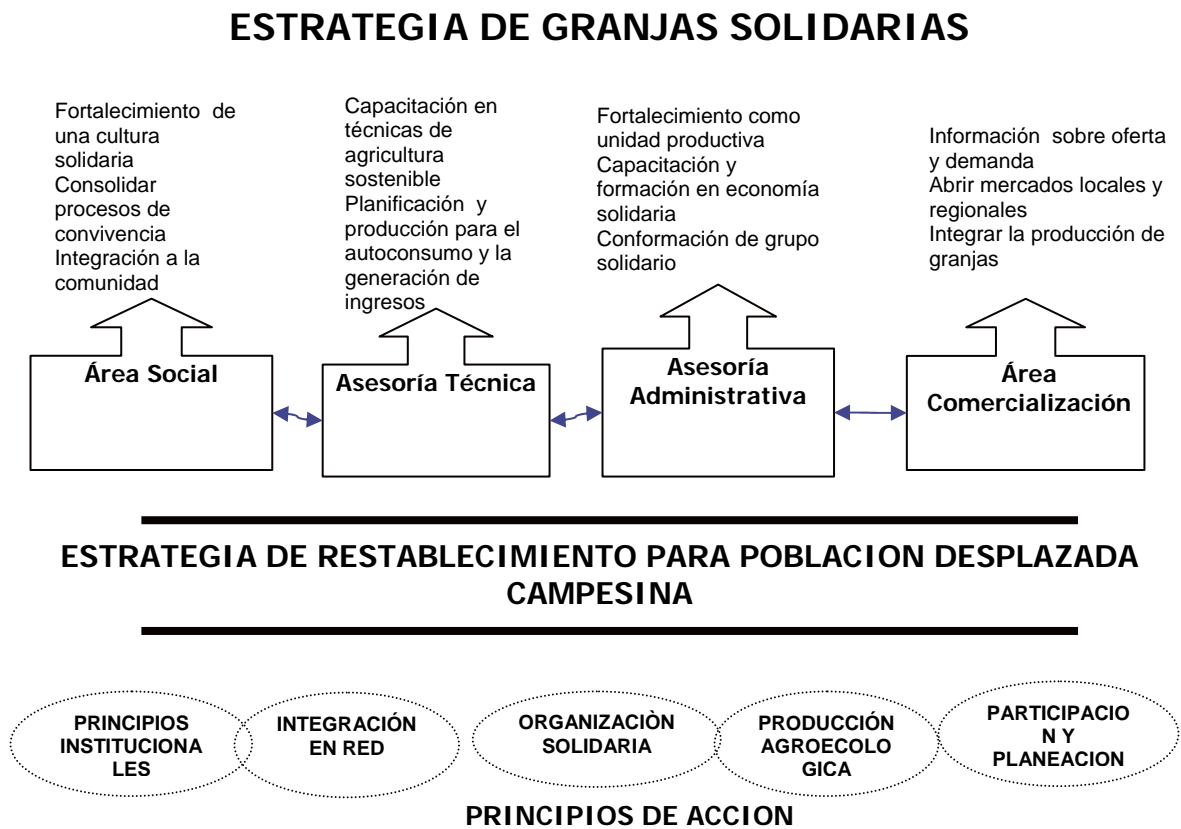 ESTRATEGIA DE GRANJAS SOLIDARIAS
Fortalecimiento de
una cultura
solidaria
Consolidar
procesos de
convivencia
Integración a la
comunidad
Capacitación en
técnicas de
agricultura
sostenible
Planificación y
producción para el
autoconsumo y la
generación de
ingresos
Fortalecimiento como
unidad productiva
Capacitación y
formación en economía
solidaria
Conformación de grupo
solidario
Información sobre oferta
y demanda
Abrir mercados locales y
regionales
Integrar la producción de
granjas
Área Social
Asesoría Técnica
Asesoría
Administrativa
Área
Comercialización
ESTRATEGIA DE RESTABLECIMIENTO PARA POBLACION DESPLAZADA
CAMPESINA
PRINCIPIOS
INSTITUCIONA
LES
INTEGRACIÓN
EN RED
ORGANIZACIÒN
SOLIDARIA
PRODUCCIÓN
AGROECOLO
GICA
PARTICIPACIO
N Y
PLANEACION
PRINCIPIOS DE ACCION